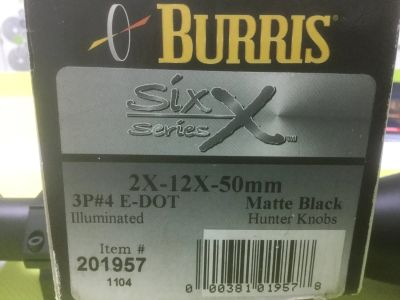 BURRIS
Six X™
Series
2X-12X-50mm
3P#4 E-DOT Matte Black
Illuminated Hunter Knobs
Item #
201957
1104
0 00381 01957 8